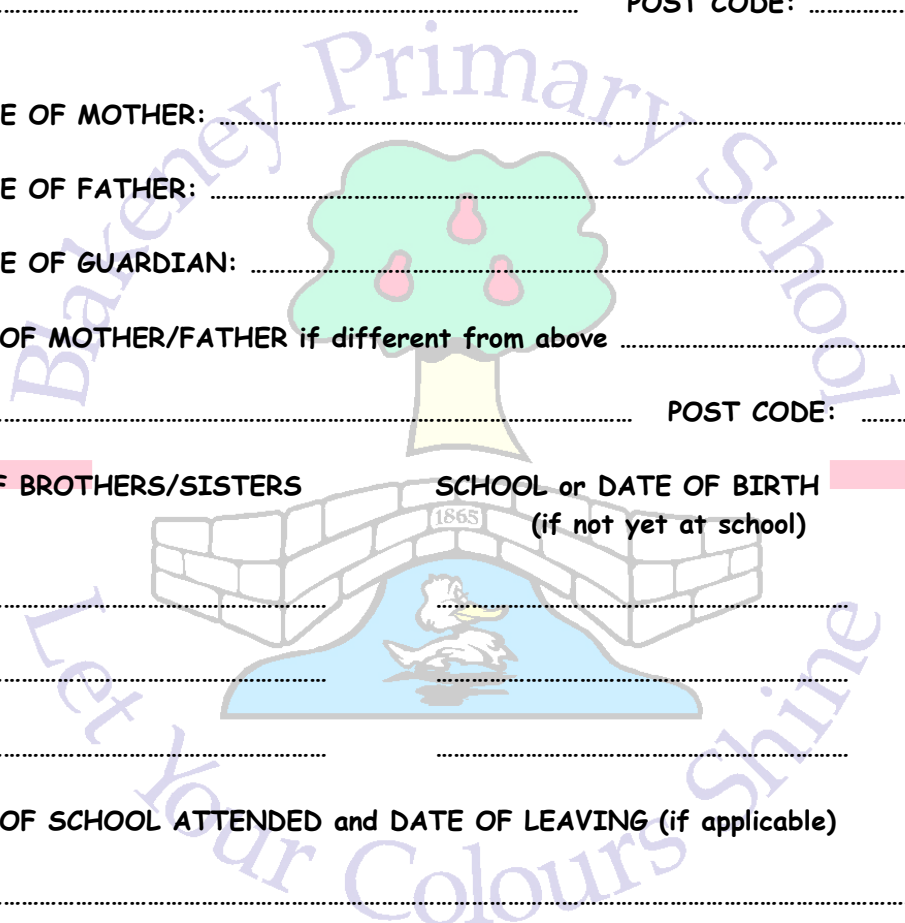 POST CODE: ……………
E OF MOTHER: ……………………………………………………………………
E OF FATHER: ……………………………………………………………………
E OF GUARDIAN: ……………………………………………………………………
OF MOTHER/FATHER if different from above ……………………………
…………………………………………………………………… POST CODE: ……
F BROTHERS/SISTERS SCHOOL or DATE OF BIRTH
(if not yet at school)
OF SCHOOL ATTENDED and DATE OF LEAVING (if applicable)
Blakeney Primary School
1865
Let Your Colours Shine